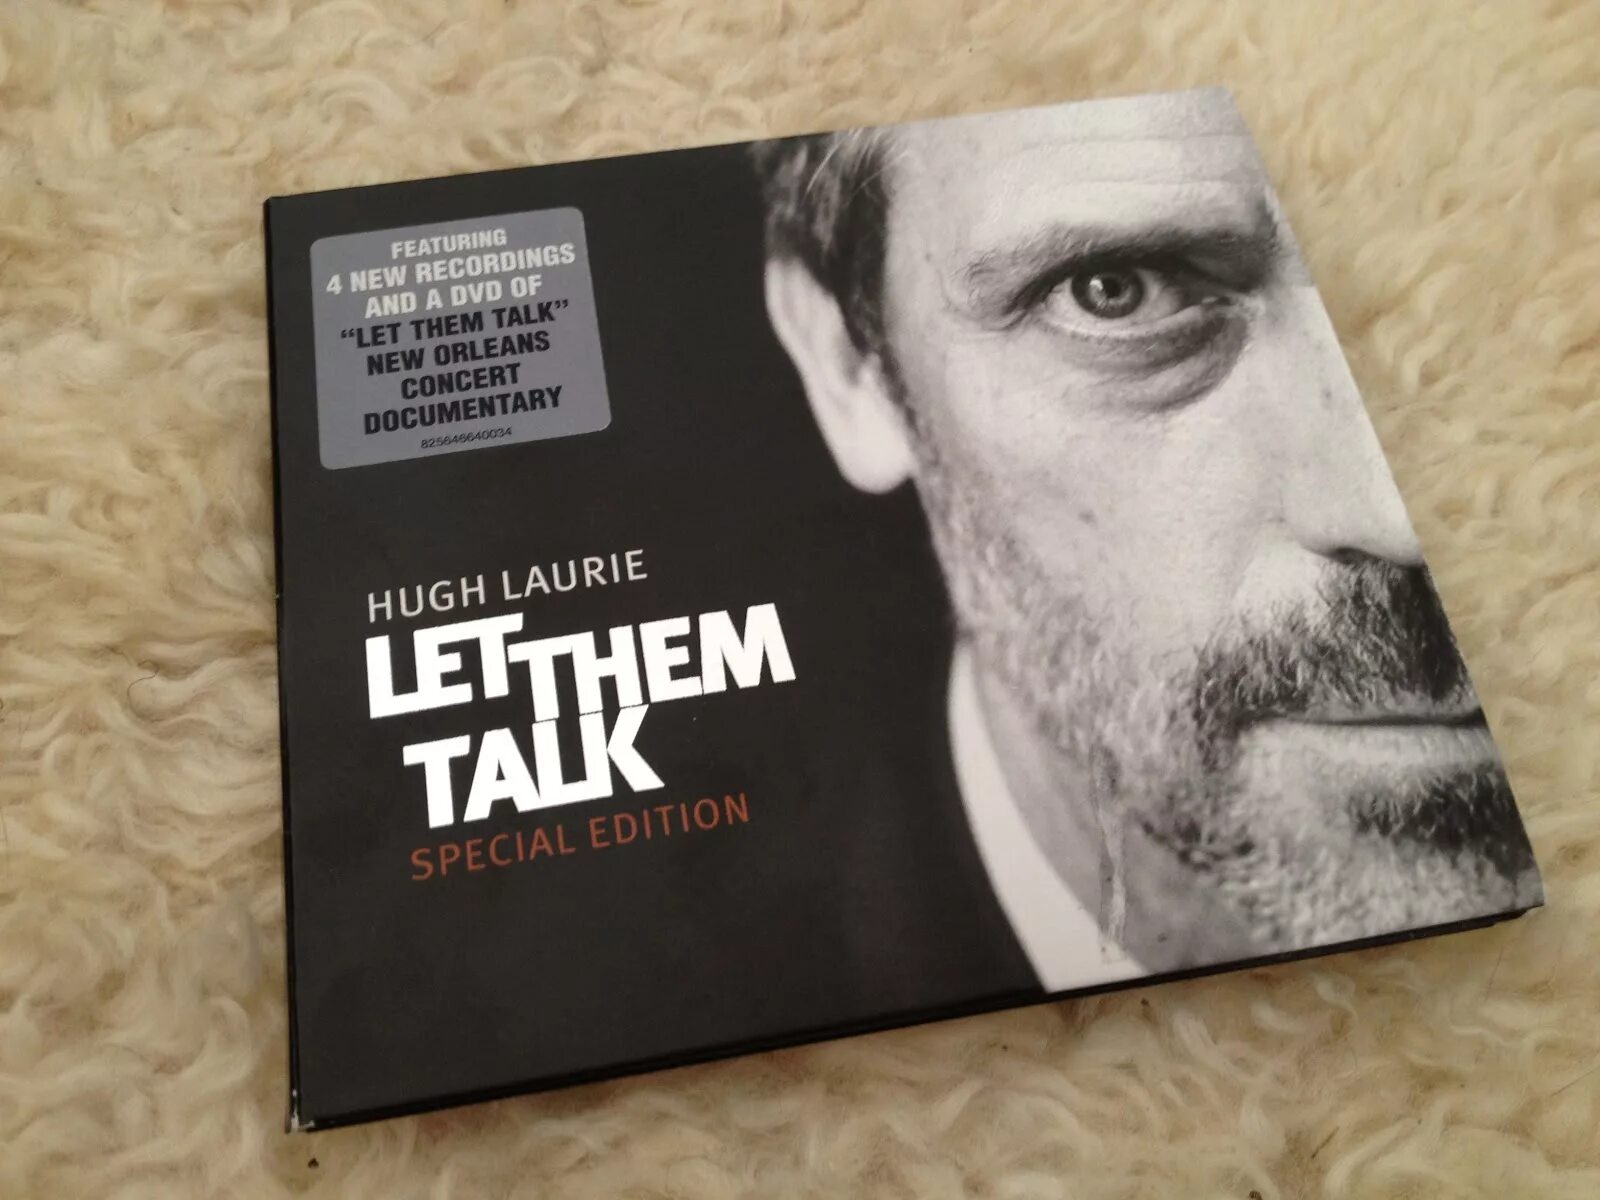 FEATURING
4 NEW RECORDINGS
AND A DVD OF
“LET THEM TALK”
NEW ORLEANS
CONCERT
DOCUMENTARY
825646640034
HUGH LAURIE
LET THEM
TALK
SPECIAL EDITION